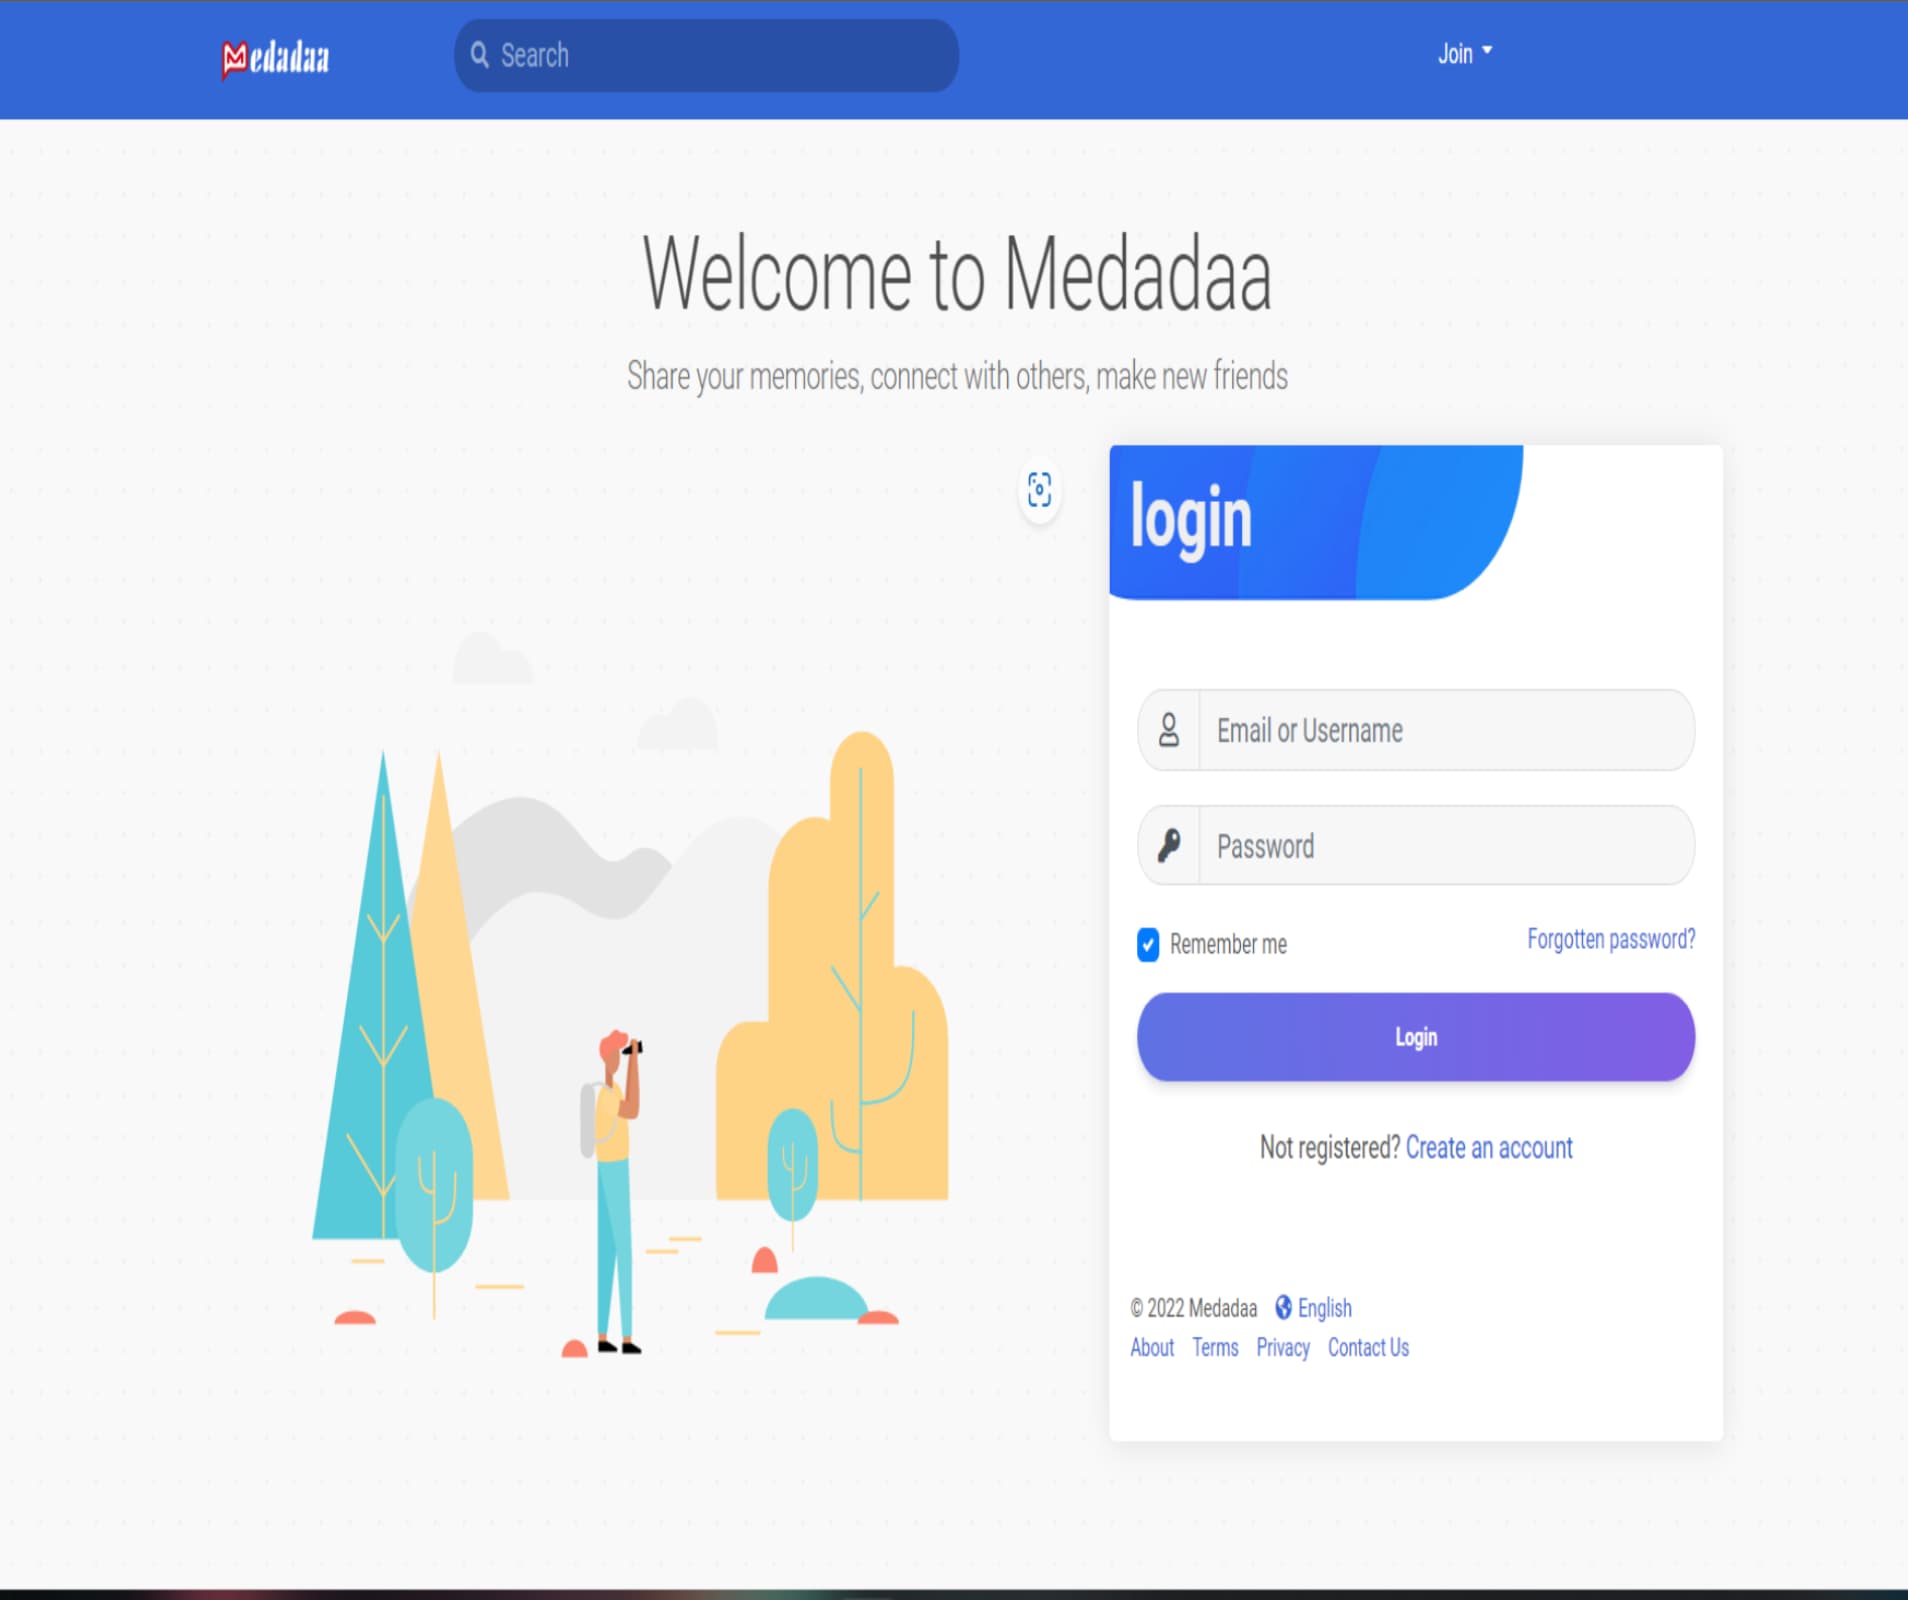 Medadaa
Search
Join
Welcome to Medadaa
Share your memories, connect with others, make new friends
login
Email or Username
Password
Remember me
Forgotten password?
Login
Not registered? Create an account
© 2022 Medadaa English
About Terms Privacy Contact Us